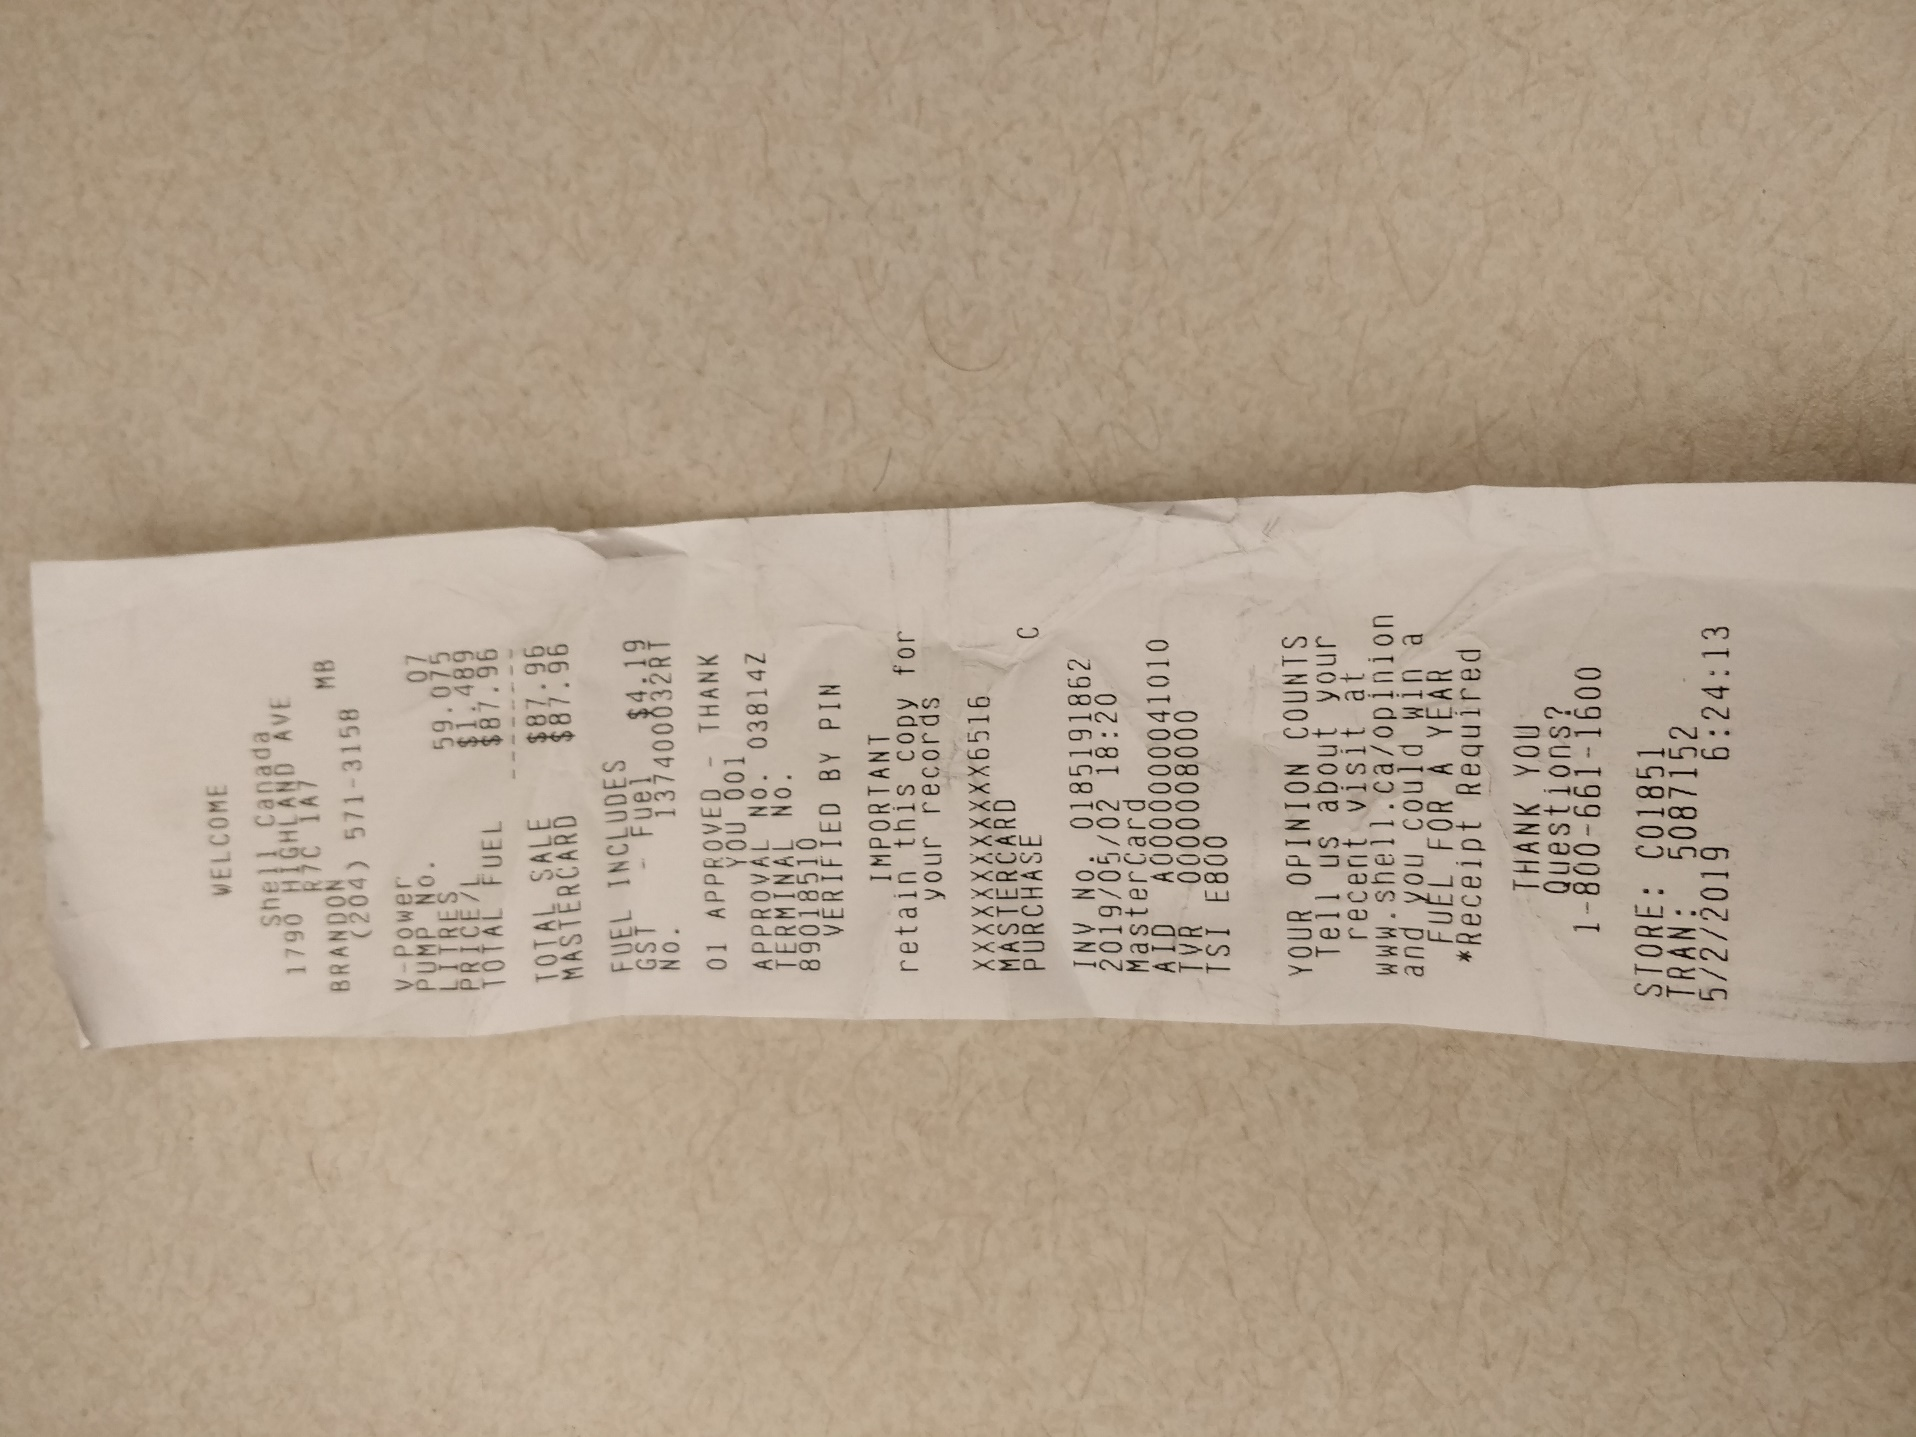 WELCOME
Shell Canada
1790 HIGHLAND AVE
R7C 1A7
BRANDON MB
(204) 571-3158
V-Power
PUMP No. 07
LITRES 59.075
PRICE/L $1.489
TOTAL FUEL $87.96
--------
TOTAL SALE $87.96
MASTERCARD $87.96
FUEL INCLUDES
GST - Fuel $4.19
NO. 137400032RT
01 APPROVED - THANK
YOU 001
APPROVAL NO. 03814Z
TERMINAL NO.
89018510
VERIFIED BY PIN
IMPORTANT
retain this copy for
your records
XXXXXXXXXXXX6516
MASTERCARD
PURCHASE C
INV No. 0185191862
2019/05/02 18:20
MasterCard
AID A0000000041010
TVR 0000008000
TSI E800
YOUR OPINION COUNTS
Tell us about your
recent visit at
www.shell.ca/opinion
and you could win a
FUEL FOR A YEAR
*Receipt Required
THANK YOU
Questions?
1-800-661-1600
STORE: C01851
TRAN: 5087152
5/2/2019 6:24:13